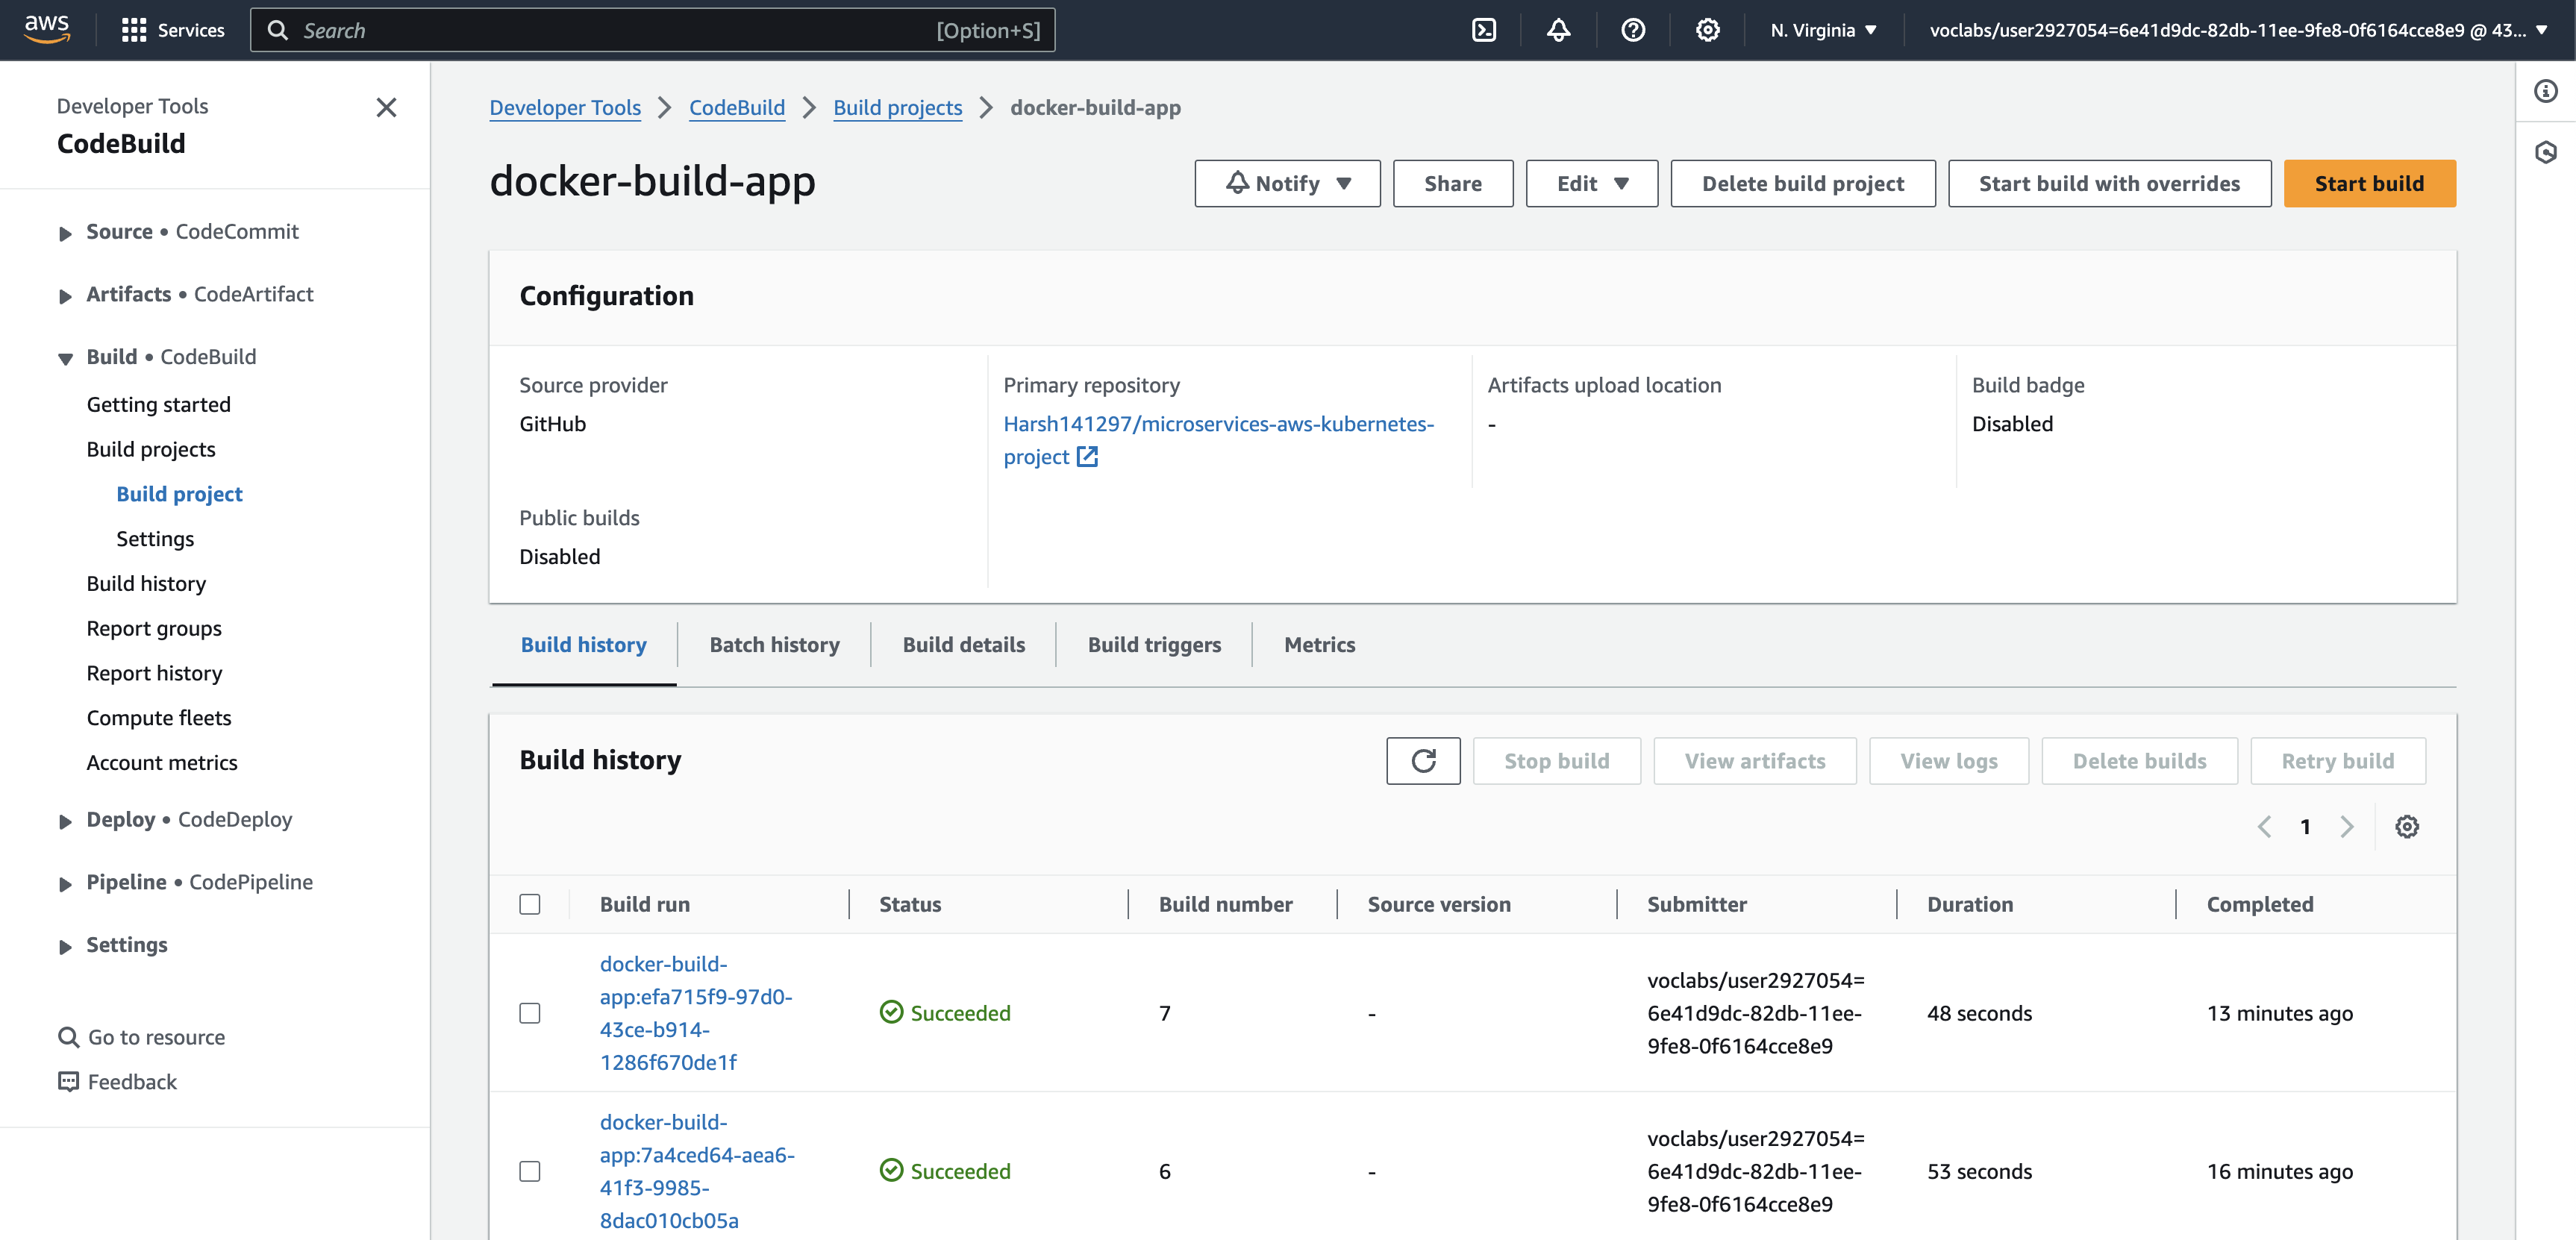 aws
Services
Search
[Option+S]
N. Virginia
voclabs/user2927054=6e41d9dc-82db-11ee-9fe8-0f6164cce8e9 @ 43...
Developer Tools
CodeBuild
Source • CodeCommit
Artifacts • CodeArtifact
Build • CodeBuild
Getting started
Build projects
Build project
Settings
Build history
Report groups
Report history
Compute fleets
Account metrics
Deploy • CodeDeploy
Pipeline • CodePipeline
Settings
Go to resource
Feedback
Developer Tools
CodeBuild
Build projects
docker-build-app
docker-build-app
Notify
Share
Edit
Delete build project
Start build with overrides
Start build
Configuration
Source provider
GitHub
Primary repository
Harsh141297/microservices-aws-kubernetes-
project
Artifacts upload location
-
Build badge
Disabled
Public builds
Disabled
Build history
Batch history
Build details
Build triggers
Metrics
Build history
Stop build
View artifacts
View logs
Delete builds
Retry build
1
Build run
Status
Build number
Source version
Submitter
Duration
Completed
docker-build-
app:efa715f9-97d0-
43ce-b914-
1286f670de1f
Succeeded
7
-
voclabs/user2927054=
6e41d9dc-82db-11ee-
9fe8-0f6164cce8e9
48 seconds
13 minutes ago
docker-build-
app:7a4ced64-aea6-
41f3-9985-
8dac010cb05a
Succeeded
6
-
voclabs/user2927054=
6e41d9dc-82db-11ee-
9fe8-0f6164cce8e9
53 seconds
16 minutes ago